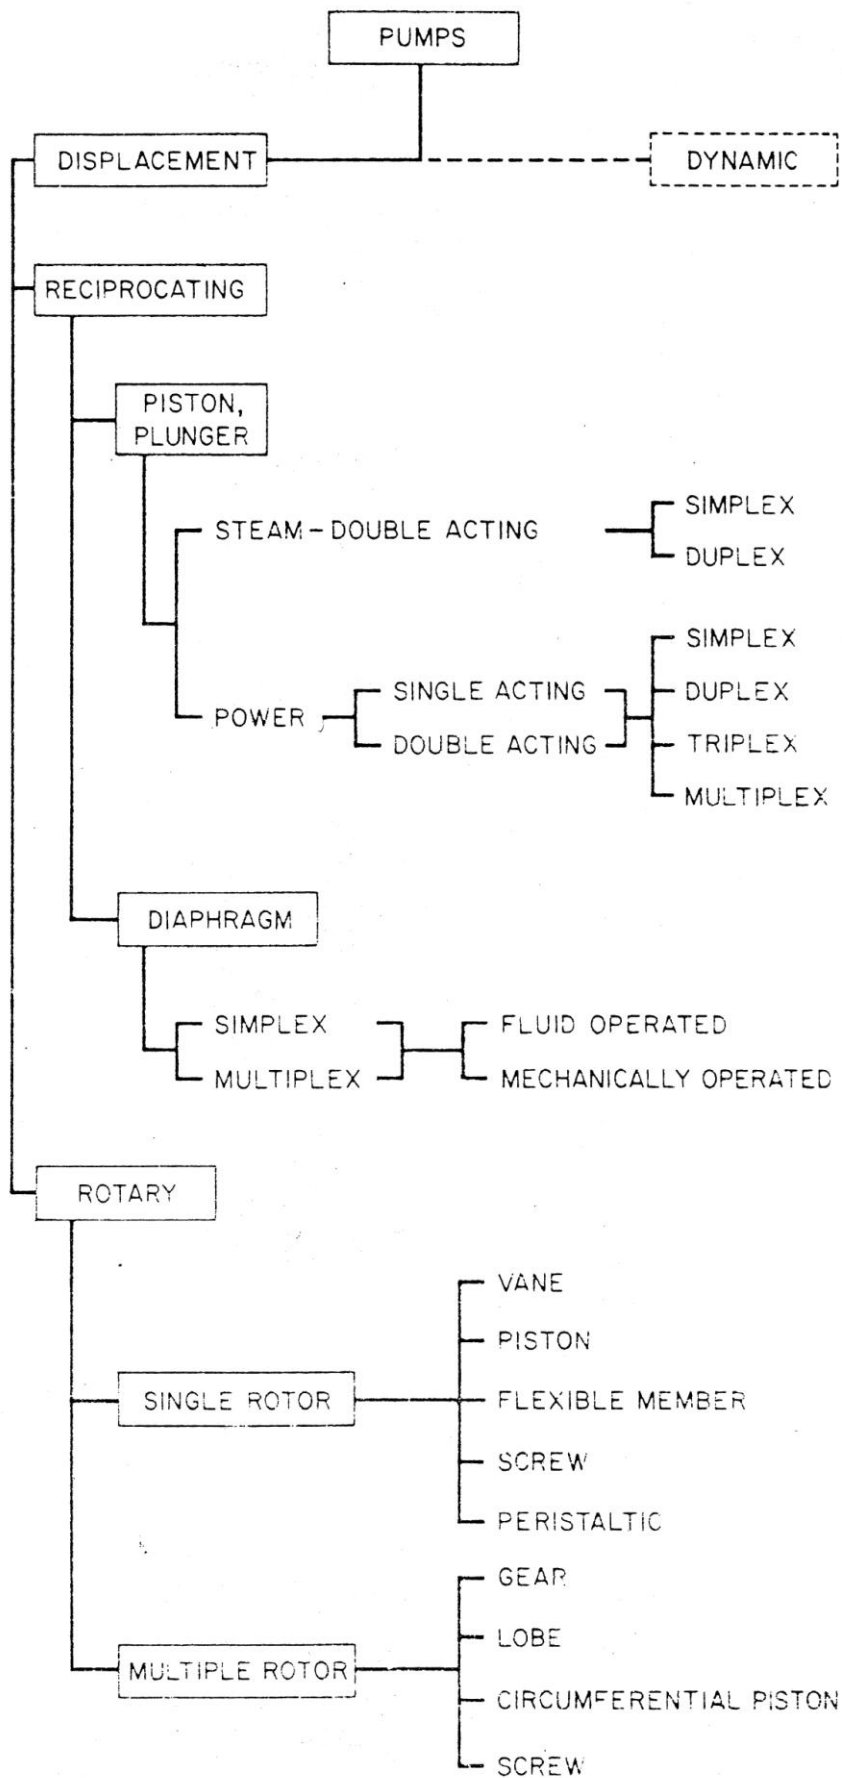 PUMPS
DISPLACEMENT
DYNAMIC
RECIPROCATING
PISTON,
PLUNGER
STEAM-DOUBLE ACTING
SIMPLEX
DUPLEX
POWER
SINGLE ACTING
DOUBLE ACTING
SIMPLEX
DUPLEX
TRIPLEX
MULTIPLEX
DIAPHRAGM
SIMPLEX
MULTIPLEX
FLUID OPERATED
MECHANICALLY OPERATED
ROTARY
SINGLE ROTOR
VANE
PISTON
FLEXIBLE MEMBER
SCREW
PERISTALTIC
MULTIPLE ROTOR
GEAR
LOBE
CIRCUMFERENTIAL PISTON
SCREW